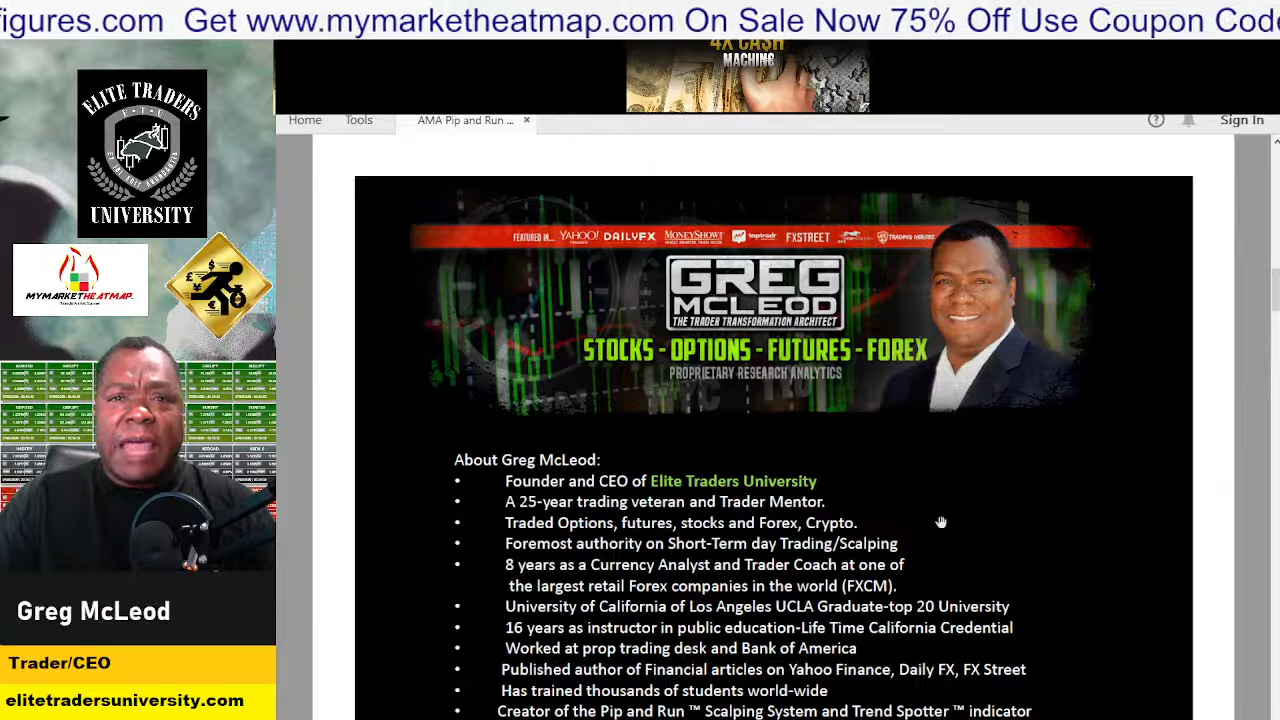 figures.com Get www.mymarketheatmap.com On Sale Now 75% Off Use Coupon Code
4X CASH
MACHINE
ELITE TRADERS
E·T·U
UNIVERSITY
MYMARKETHEATMAP.
Home Tools AMA Pip and Run ... × Sign In
FEATURED IN... YAHOO! FINANCE DAILYFX MONEYSHOW toptradr FXSTREET TRADING HEROES
GREG
MCLEOD
THE TRADER TRANSFORMATION ARCHITECT
STOCKS - OPTIONS - FUTURES - FOREX
PROPRIETARY RESEARCH ANALYTICS
About Greg McLeod:
• Founder and CEO of Elite Traders University
• A 25-year trading veteran and Trader Mentor.
• Traded Options, futures, stocks and Forex, Crypto.
• Foremost authority on Short-Term day Trading/Scalping
• 8 years as a Currency Analyst and Trader Coach at one of
the largest retail Forex companies in the world (FXCM).
• University of California of Los Angeles UCLA Graduate-top 20 University
• 16 years as instructor in public education-Life Time California Credential
• Worked at prop trading desk and Bank of America
• Published author of Financial articles on Yahoo Finance, Daily FX, FX Street
• Has trained thousands of students world-wide
• Creator of the Pip and Run ™ Scalping System and Trend Spotter ™ indicator
Greg McLeod
Trader/CEO
elitetradersuniversity.com